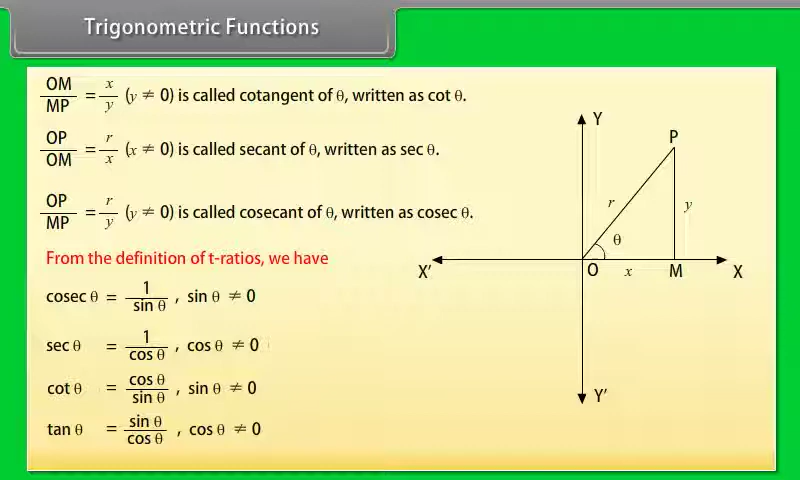 Trigonometric Functions
OM/MP = x/y (y ≠ 0) is called cotangent of θ, written as cot θ.
OP/OM = r/x (x ≠ 0) is called secant of θ, written as sec θ.
OP/MP = r/y (y ≠ 0) is called cosecant of θ, written as cosec θ.
From the definition of t-ratios, we have
cosec θ = 1/sin θ , sin θ ≠ 0
sec θ = 1/cos θ , cos θ ≠ 0
cot θ = cos θ/sin θ , sin θ ≠ 0
tan θ = sin θ/cos θ , cos θ ≠ 0
Y
P
r
y
θ
X′
O
x
M
X
Y′